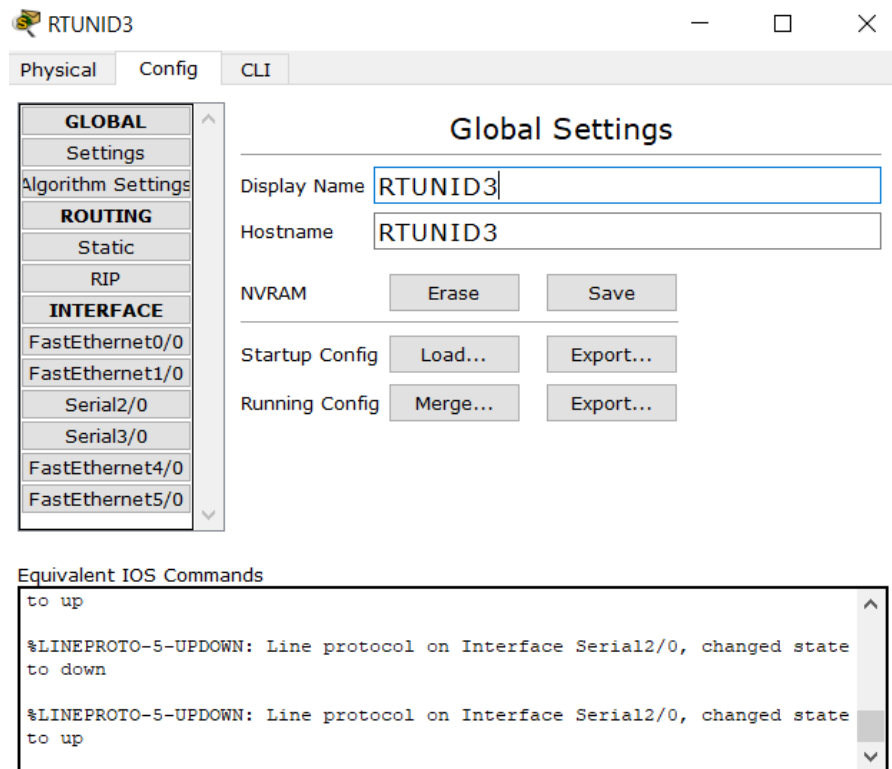 RTUNID3
Physical Config CLI
GLOBAL
Settings
Algorithm Settings
ROUTING
Static
RIP
INTERFACE
FastEthernet0/0
FastEthernet1/0
Serial2/0
Serial3/0
FastEthernet4/0
FastEthernet5/0
Global Settings
Display Name RTUNID3
Hostname RTUNID3
NVRAM Erase Save
Startup Config Load... Export...
Running Config Merge... Export...
Equivalent IOS Commands
to up
%LINEPROTO-5-UPDOWN: Line protocol on Interface Serial2/0, changed state
to down
%LINEPROTO-5-UPDOWN: Line protocol on Interface Serial2/0, changed state
to up